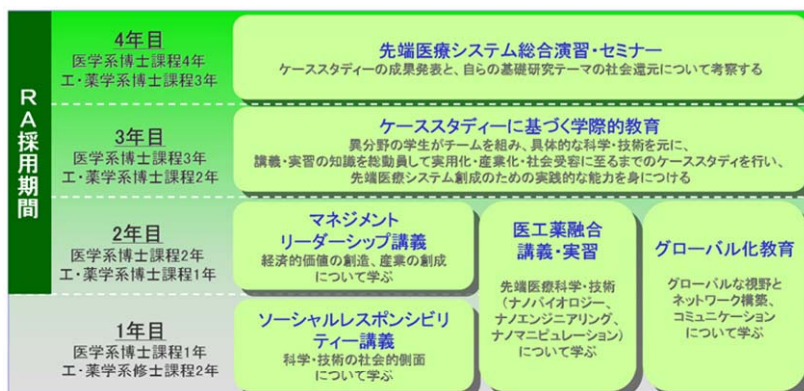 RA採用期間
4年目
医学系博士課程4年
工・薬学系博士課程3年
先端医療システム総合演習・セミナー
ケーススタディーの成果発表と、自らの基礎研究テーマの社会還元について考察する
3年目
医学系博士課程3年
工・薬学系博士課程2年
ケーススタディーに基づく学際的教育
異分野の学生がチームを組み、具体的な科学・技術を元に、
講義・実習の知識を総動員して実用化・産業化・社会受容に至るまでのケーススタディを行い、
先端医療システム創成のための実践的な能力を身につける
2年目
医学系博士課程2年
工・薬学系博士課程1年
マネジメント
リーダーシップ講義
経済的価値の創造、産業の創成
について学ぶ
医工薬融合
講義・実習
先端医療科学・技術
(ナノバイオロジー、
ナノエンジニアリング、
ナノマニピュレーション)
について学ぶ
グローバル化教育
グローバルな視野と
ネットワーク構築、
コミュニケーション
について学ぶ
1年目
医学系博士課程1年
工・薬学系修士課程2年
ソーシャルレスポンシビリ
ティー講義
科学・技術の社会的側面
について学ぶ